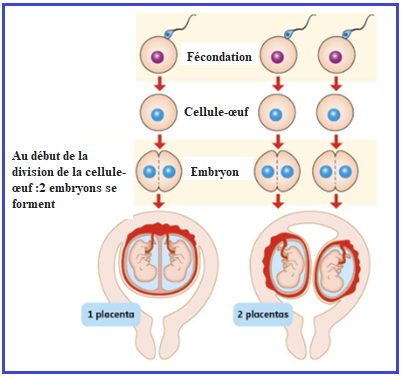 Fécondation
Cellule-œuf
Au début de la
division de la cellule-
œuf :2 embryons se
forment
Embryon
1 placenta
2 placentas